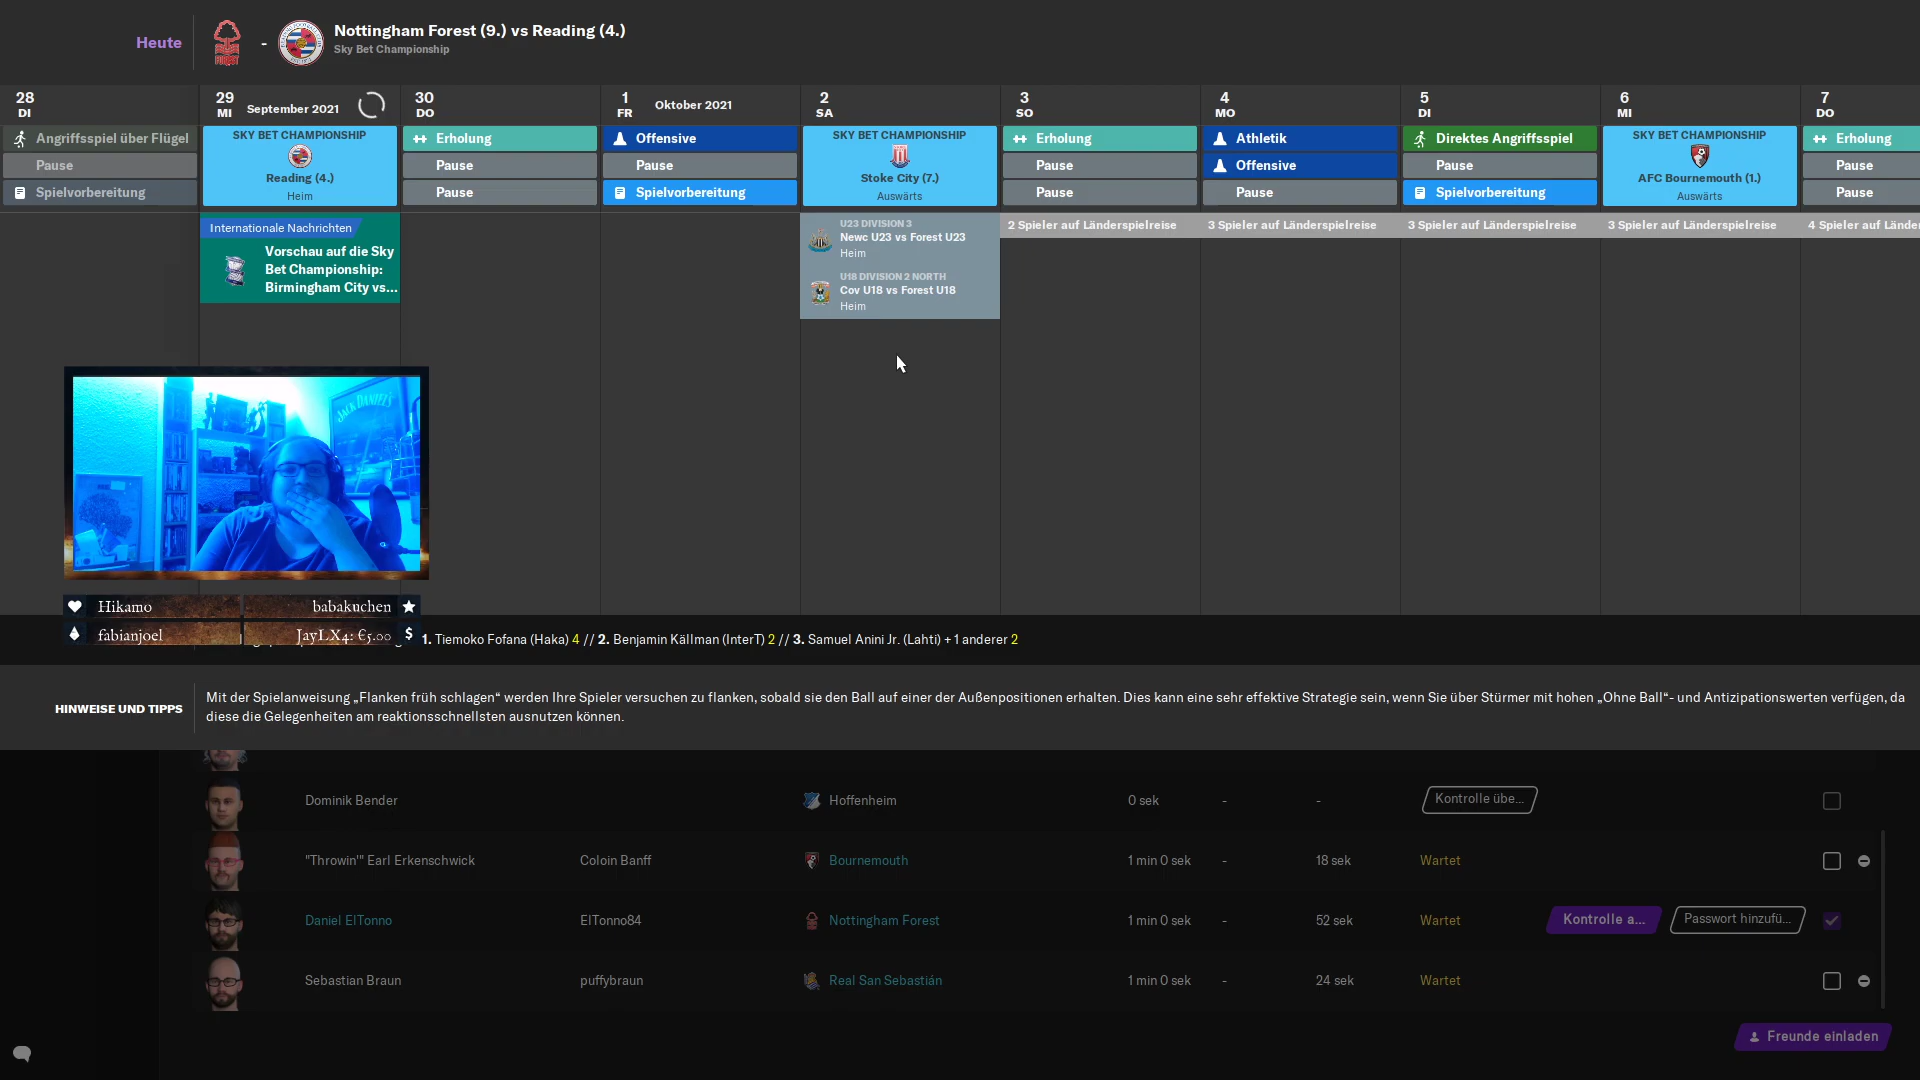 Heute
Nottingham Forest (9.) vs Reading (4.)
Sky Bet Championship
28 DI
29 MI
September 2021
30 DO
1 FR
Oktober 2021
2 SA
3 SO
4 MO
5 DI
6 MI
7 DO
Angriffsspiel über Flügel
Pause
Spielvorbereitung
SKY BET CHAMPIONSHIP
Reading (4.)
Heim
Erholung
Pause
Pause
Offensive
Pause
Spielvorbereitung
SKY BET CHAMPIONSHIP
Stoke City (7.)
Auswärts
Erholung
Pause
Pause
Athletik
Offensive
Pause
Direktes Angriffsspiel
Pause
Spielvorbereitung
SKY BET CHAMPIONSHIP
AFC Bournemouth (1.)
Auswärts
Erholung
Pause
Pause
Internationale Nachrichten
Vorschau auf die Sky
Bet Championship:
Birmingham City vs...
U23 DIVISION 3
Newc U23 vs Forest U23
Heim
U18 DIVISION 2 NORTH
Cov U18 vs Forest U18
Heim
2 Spieler auf Länderspielreise
3 Spieler auf Länderspielreise
3 Spieler auf Länderspielreise
3 Spieler auf Länderspielreise
4 Spieler auf Länder
JACK DANIEL'S
Hikamo
babakuchen
fabianjoel
JayLX4: €5.00
1. Tiemoko Fofana (Haka) 4 // 2. Benjamin Källman (InterT) 2 // 3. Samuel Anini Jr. (Lahti) + 1 anderer 2
HINWEISE UND TIPPS
Mit der Spielanweisung „Flanken früh schlagen“ werden Ihre Spieler versuchen zu flanken, sobald sie den Ball auf einer der Außenpositionen erhalten. Dies kann eine sehr effektive Strategie sein, wenn Sie über Stürmer mit hohen „Ohne Ball“- und Antizipationswerten verfügen, da
diese die Gelegenheiten am reaktionsschnellsten ausnutzen können.
Dominik Bender Hoffenheim 0 sek - - Kontrolle übe...
"Throwin'" Earl Erkenschwick Coloin Banff Bournemouth 1 min 0 sek - 18 sek Wartet
Daniel ElTonno ElTonno84 Nottingham Forest 1 min 0 sek - 52 sek Wartet Kontrolle a... Passwort hinzufü...
Sebastian Braun puffybraun Real San Sebastián 1 min 0 sek - 24 sek Wartet
Freunde einladen